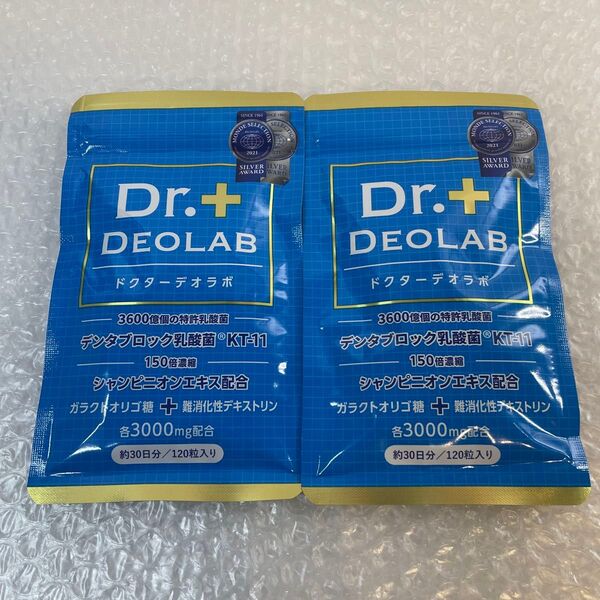 SINCE 1961
MONDE SELECTION
2021
SILVER
AWARD
Dr.+
DEOLAB
ドクターデオラボ
3600億個の特許乳酸菌
デンタブロック乳酸菌®KT-11
150倍濃縮
シャンピニオンエキス配合
ガラクトオリゴ糖+難消化性デキストリン
各3000mg配合
約30日分/120粒入り
SINCE 1961
MONDE SELECTION
2021
SILVER
AWARD
Dr.+
DEOLAB
ドクターデオラボ
3600億個の特許乳酸菌
デンタブロック乳酸菌®KT-11
150倍濃縮
シャンピニオンエキス配合
ガラクトオリゴ糖+難消化性デキストリン
各3000mg配合
約30日分/120粒入り